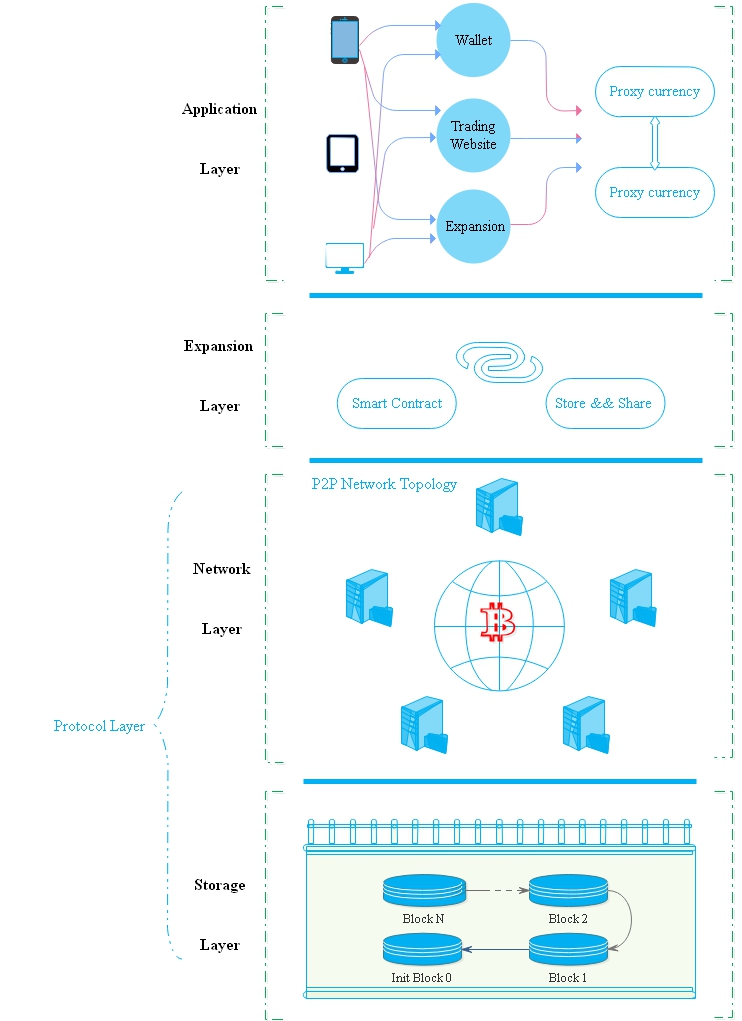 Wallet
Proxy currency
Application
Trading
Website
Layer
Proxy currency
Expansion
Expansion
Layer
Smart Contract
Store && Share
P2P Network Topology
Network
Layer
Protocol Layer
Storage
Layer
Block N
Block 2
Init Block 0
Block 1